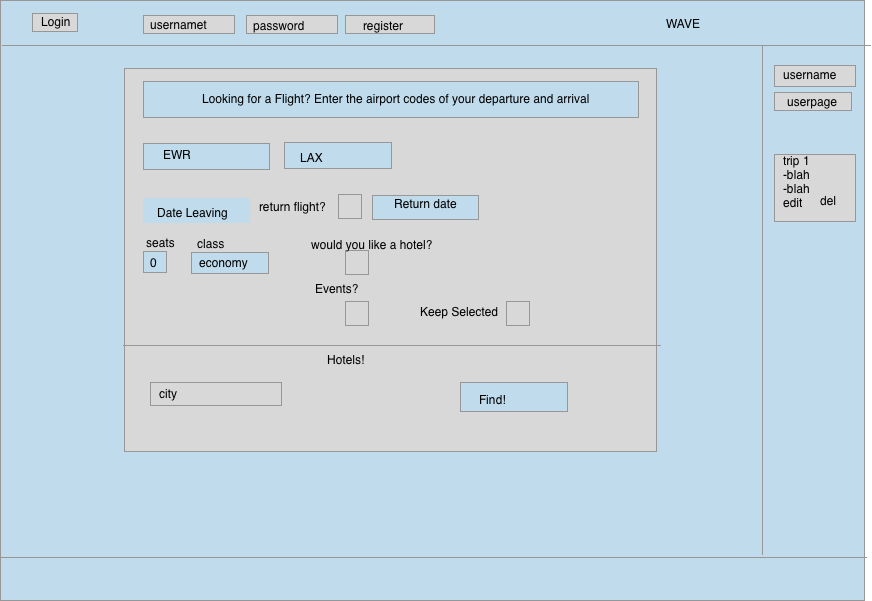 Login
usernamet
password
register
WAVE
username
userpage
Looking for a Flight? Enter the airport codes of your departure and arrival
EWR
LAX
trip 1
-blah
-blah
edit del
Date Leaving
return flight?
Return date
seats
class
would you like a hotel?
0
economy
Events?
Keep Selected
Hotels!
city
Find!